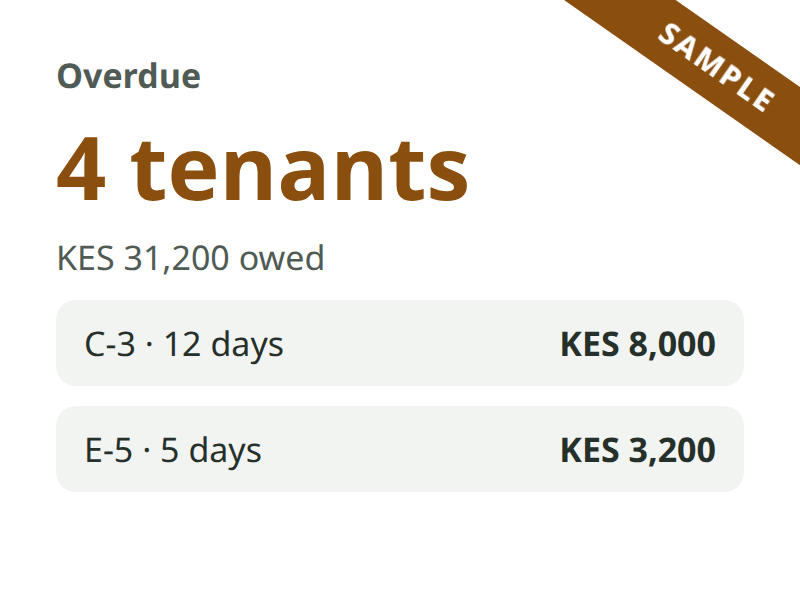 SAMPLE
Overdue
4 tenants
KES 31,200 owed
C-3 · 12 days KES 8,000
E-5 · 5 days KES 3,200